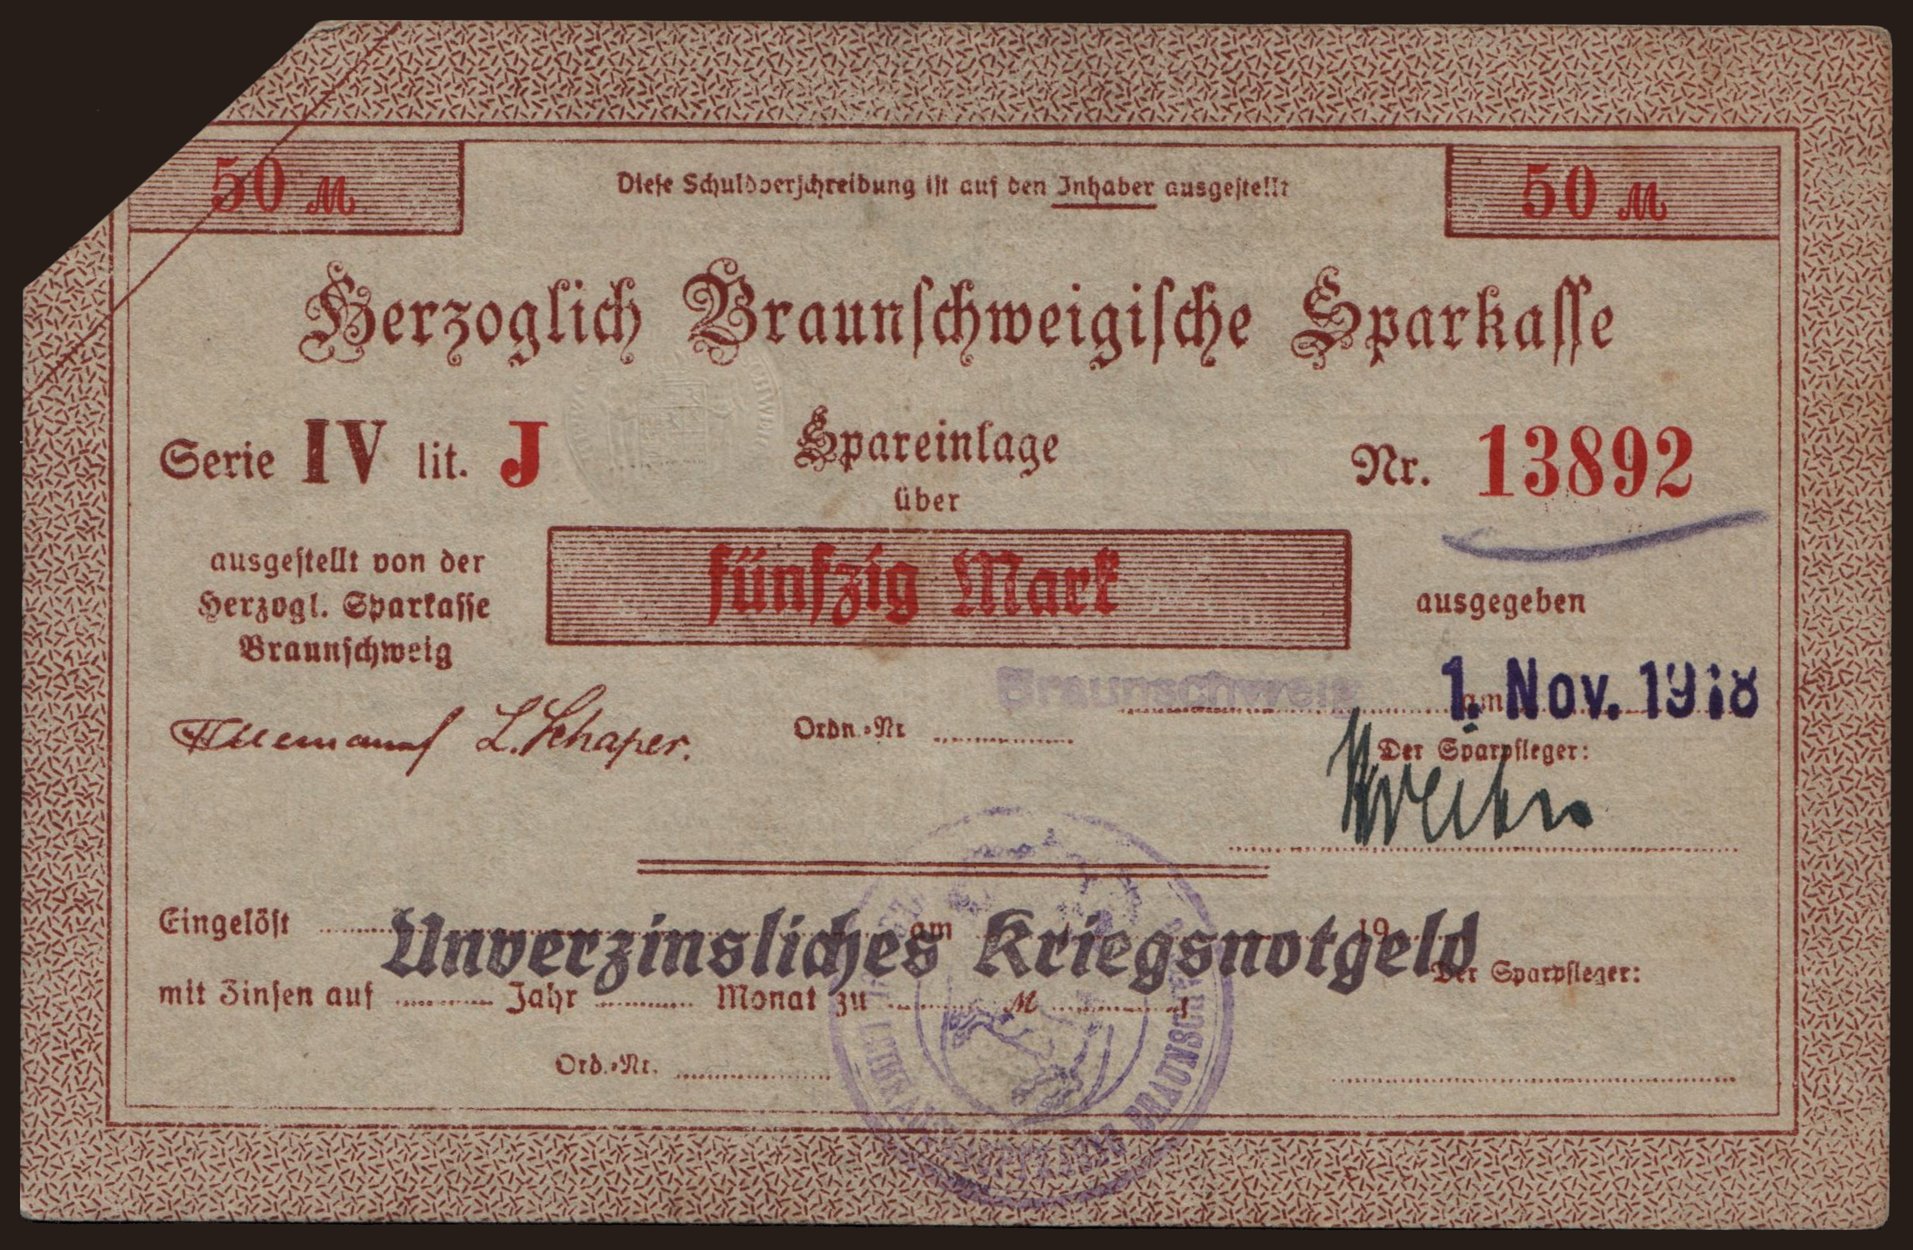 50 M
Diese Schuldverschreibung ist auf den Inhaber ausgestellt
50 M
Herzoglich Braunschweigische Sparkasse
Serie IV lit. J
Spareinlage
über
Nr. 13892
ausgestellt von der
Herzogl. Sparkasse
Braunschweig
fünfzig Mark
ausgegeben
Braunschweig am 1. Nov. 1918
L. Schaper.
Ordn.-Nr
Der Sparpfleger:
Eingelöst am 19
Unverzinsliches Kriegsnotgeld
Der Sparpfleger:
mit Zinsen auf Jahr Monat zu M
Ord.-Nr.
BRAUNSCHWEIG